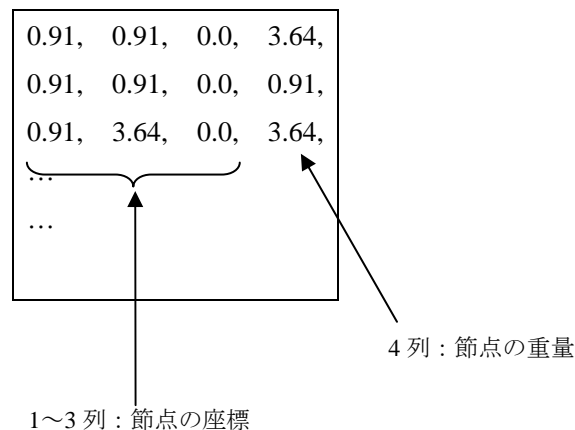 0.91, 0.91, 0.0, 3.64,
0.91, 0.91, 0.0, 0.91,
0.91, 3.64, 0.0, 3.64,
…
…
4 列：節点の重量
1～3 列：節点の座標